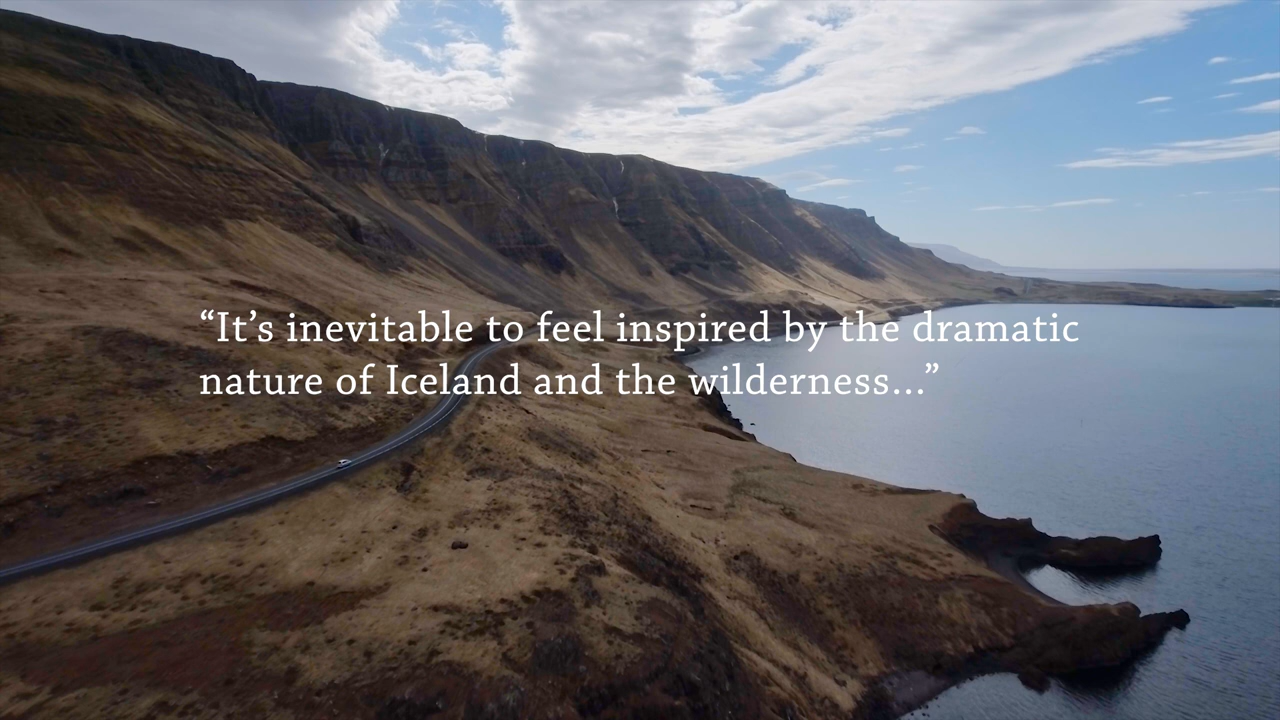 “It’s inevitable to feel inspired by the dramatic
nature of Iceland and the wilderness...”